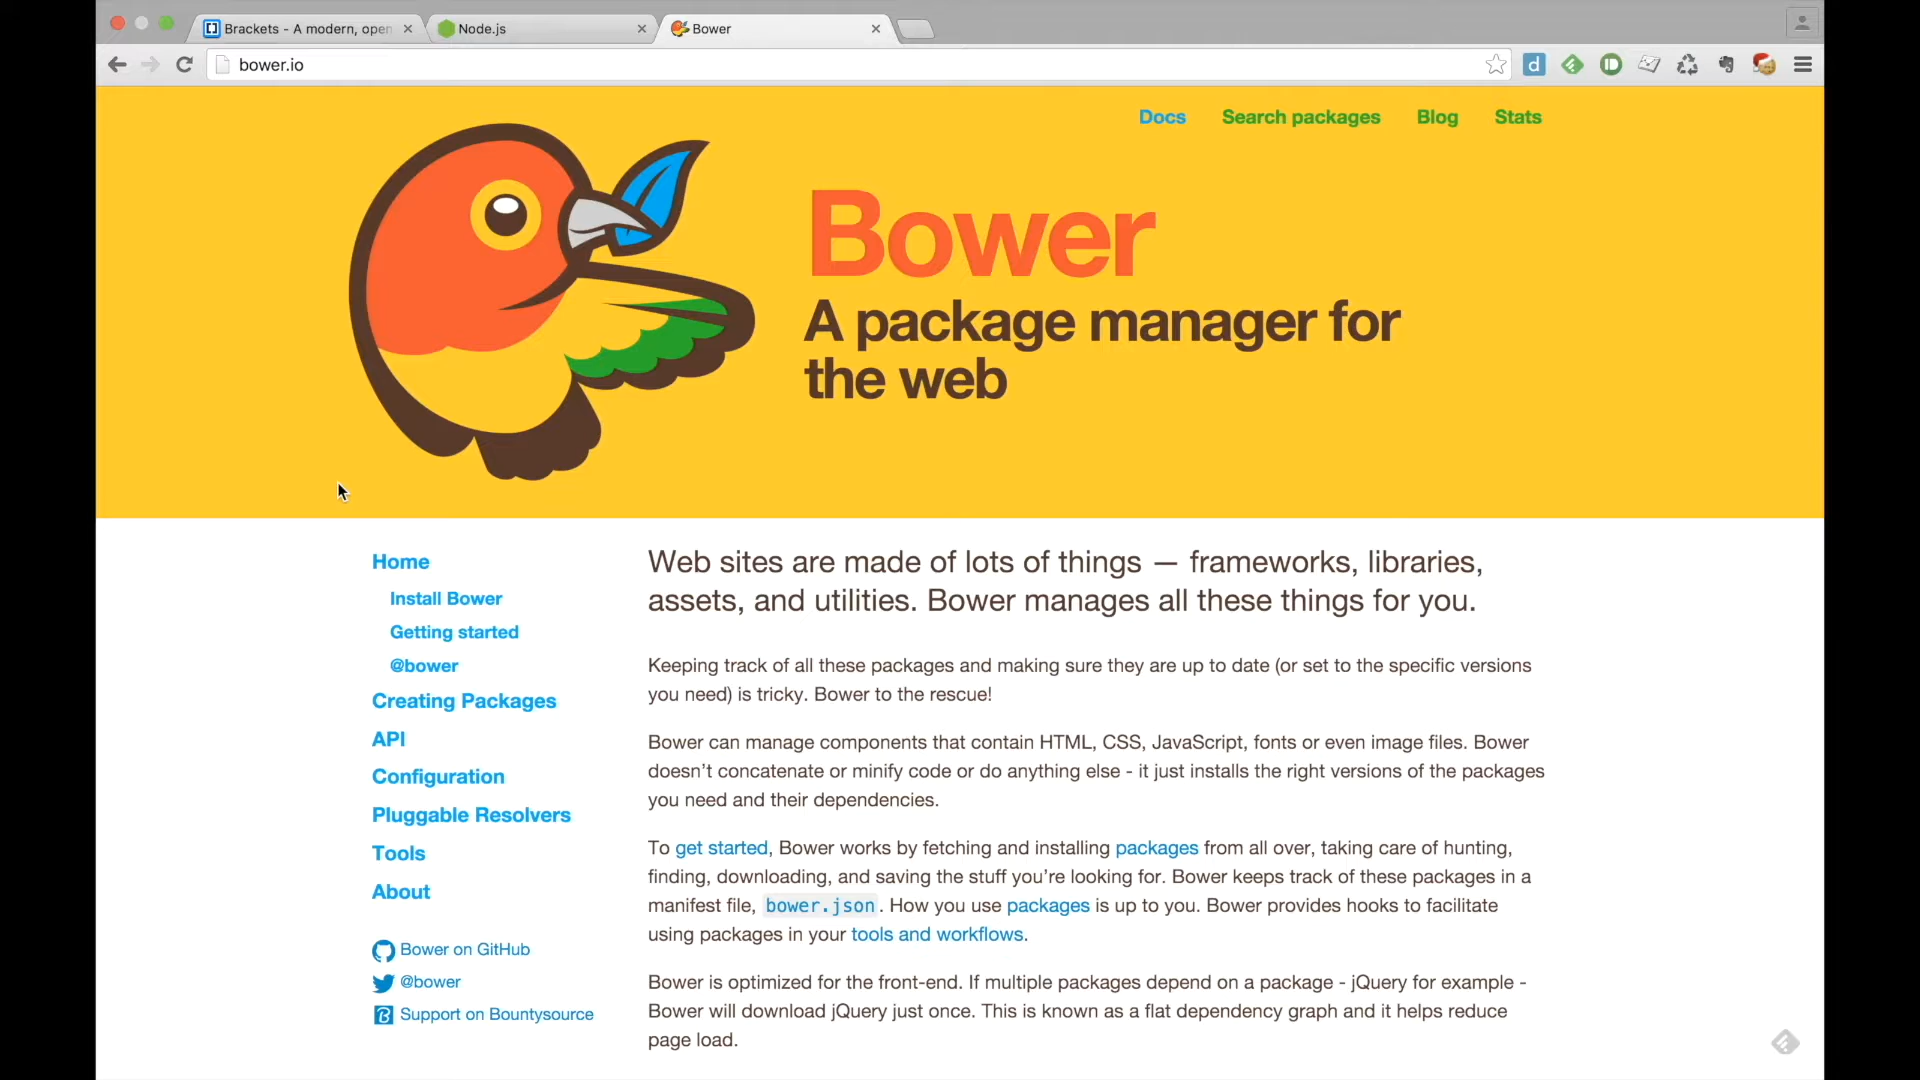 Brackets - A modern, open
Node.js
Bower
bower.io
Docs
Search packages
Blog
Stats
Bower
A package manager for
the web
Home
Install Bower
Getting started
@bower
Creating Packages
API
Configuration
Pluggable Resolvers
Tools
About
Bower on GitHub
@bower
Support on Bountysource
Web sites are made of lots of things — frameworks, libraries,
assets, and utilities. Bower manages all these things for you.
Keeping track of all these packages and making sure they are up to date (or set to the specific versions
you need) is tricky. Bower to the rescue!
Bower can manage components that contain HTML, CSS, JavaScript, fonts or even image files. Bower
doesn’t concatenate or minify code or do anything else - it just installs the right versions of the packages
you need and their dependencies.
To get started, Bower works by fetching and installing packages from all over, taking care of hunting,
finding, downloading, and saving the stuff you’re looking for. Bower keeps track of these packages in a
manifest file, bower.json. How you use packages is up to you. Bower provides hooks to facilitate
using packages in your tools and workflows.
Bower is optimized for the front-end. If multiple packages depend on a package - jQuery for example -
Bower will download jQuery just once. This is known as a flat dependency graph and it helps reduce
page load.